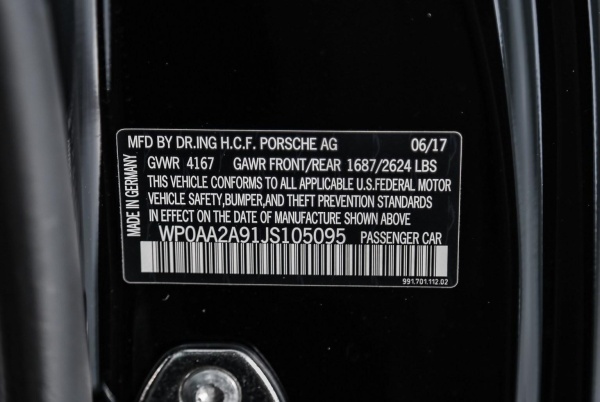 MFD BY DR.ING H.C.F. PORSCHE AG 06/17
GVWR 4167 GAWR FRONT/REAR 1687/2624 LBS
THIS VEHICLE CONFORMS TO ALL APPLICABLE U.S.FEDERAL MOTOR
VEHICLE SAFETY,BUMPER,AND THEFT PREVENTION STANDARDS
IN EFFECT ON THE DATE OF MANUFACTURE SHOWN ABOVE
WP0AA2A91JS105095 PASSENGER CAR
991.701.112.02
MADE IN GERMANY